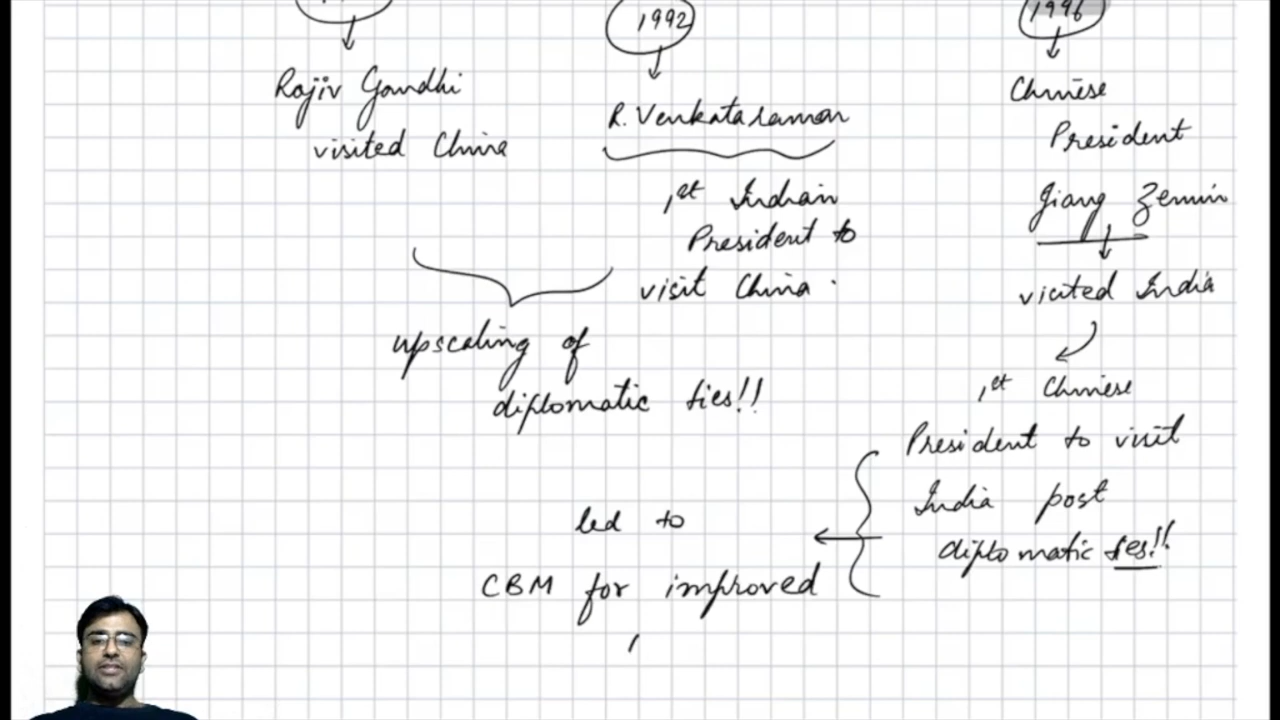 1992
1996
Rajiv Gandhi
visited China
R. Venkataraman
1st Indian
President to
visit China.
Chinese
President
Jiang Zemin
visited India
1st Chinese
President to visit
India post
diplomatic ties!!
upscaling of
diplomatic ties!!
led to
CBM for improved